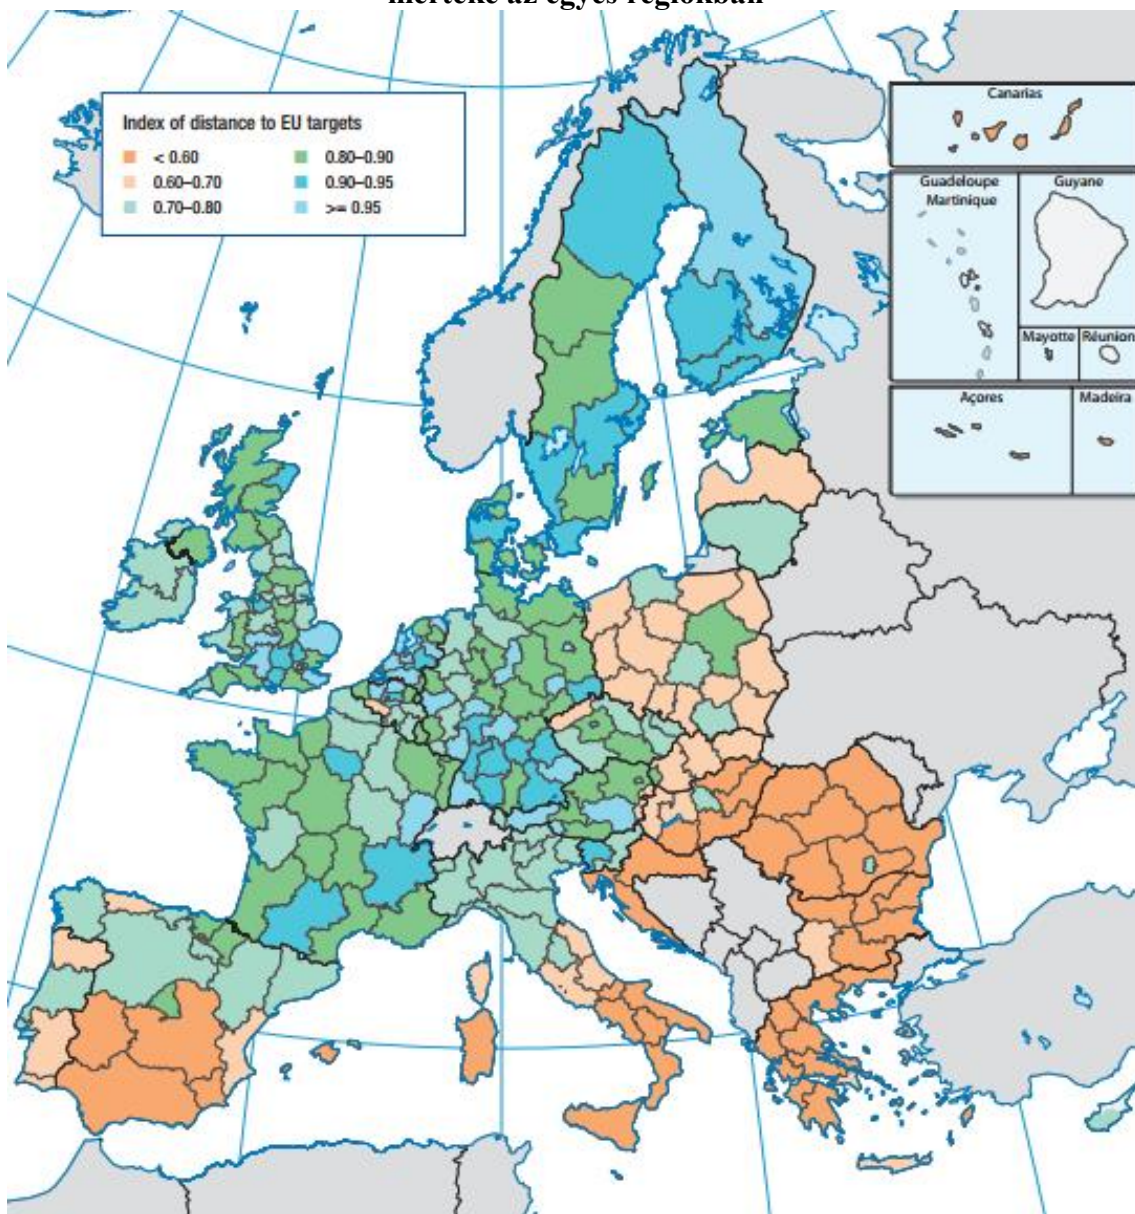 mértéke az egyes régiókban
Index of distance to EU targets
< 0.60
0.80–0.90
0.60–0.70
0.90–0.95
0.70–0.80
>= 0.95
Canarias
Guadeloupe
Martinique
Guyane
Mayotte
Réunion
Açores
Madeira